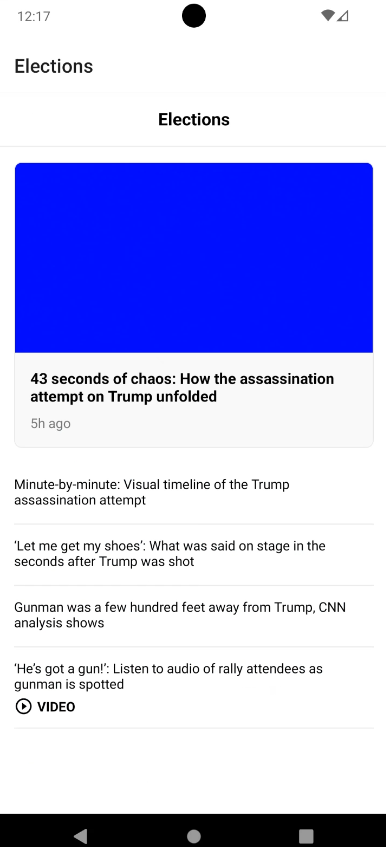 12:17
Elections
Elections
43 seconds of chaos: How the assassination
attempt on Trump unfolded
5h ago
Minute-by-minute: Visual timeline of the Trump
assassination attempt
‘Let me get my shoes’: What was said on stage in the
seconds after Trump was shot
Gunman was a few hundred feet away from Trump, CNN
analysis shows
‘He’s got a gun!’: Listen to audio of rally attendees as
gunman is spotted
VIDEO